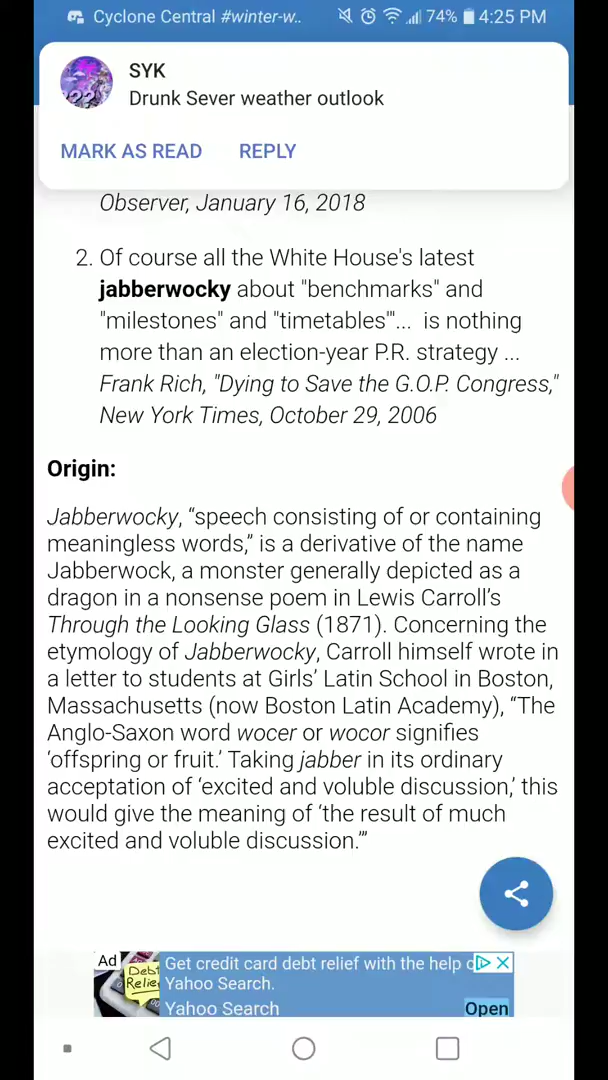 Cyclone Central #winter-w.. 74% 4:25 PM
SYK
Drunk Sever weather outlook
MARK AS READ REPLY
Observer, January 16, 2018
2. Of course all the White House's latest
jabberwocky about "benchmarks" and
"milestones" and "timetables"'... is nothing
more than an election-year P.R. strategy ...
Frank Rich, "Dying to Save the G.O.P. Congress,"
New York Times, October 29, 2006
Origin:
Jabberwocky, “speech consisting of or containing
meaningless words,” is a derivative of the name
Jabberwock, a monster generally depicted as a
dragon in a nonsense poem in Lewis Carroll’s
Through the Looking Glass (1871). Concerning the
etymology of Jabberwocky, Carroll himself wrote in
a letter to students at Girls’ Latin School in Boston,
Massachusetts (now Boston Latin Academy), “The
Anglo-Saxon word wocer or wocor signifies
‘offspring or fruit.’ Taking jabber in its ordinary
acceptation of ‘excited and voluble discussion,’ this
would give the meaning of ‘the result of much
excited and voluble discussion.’”
Ad
Debt
Relief
Get credit card debt relief with the help
Yahoo Search.
Yahoo Search Open